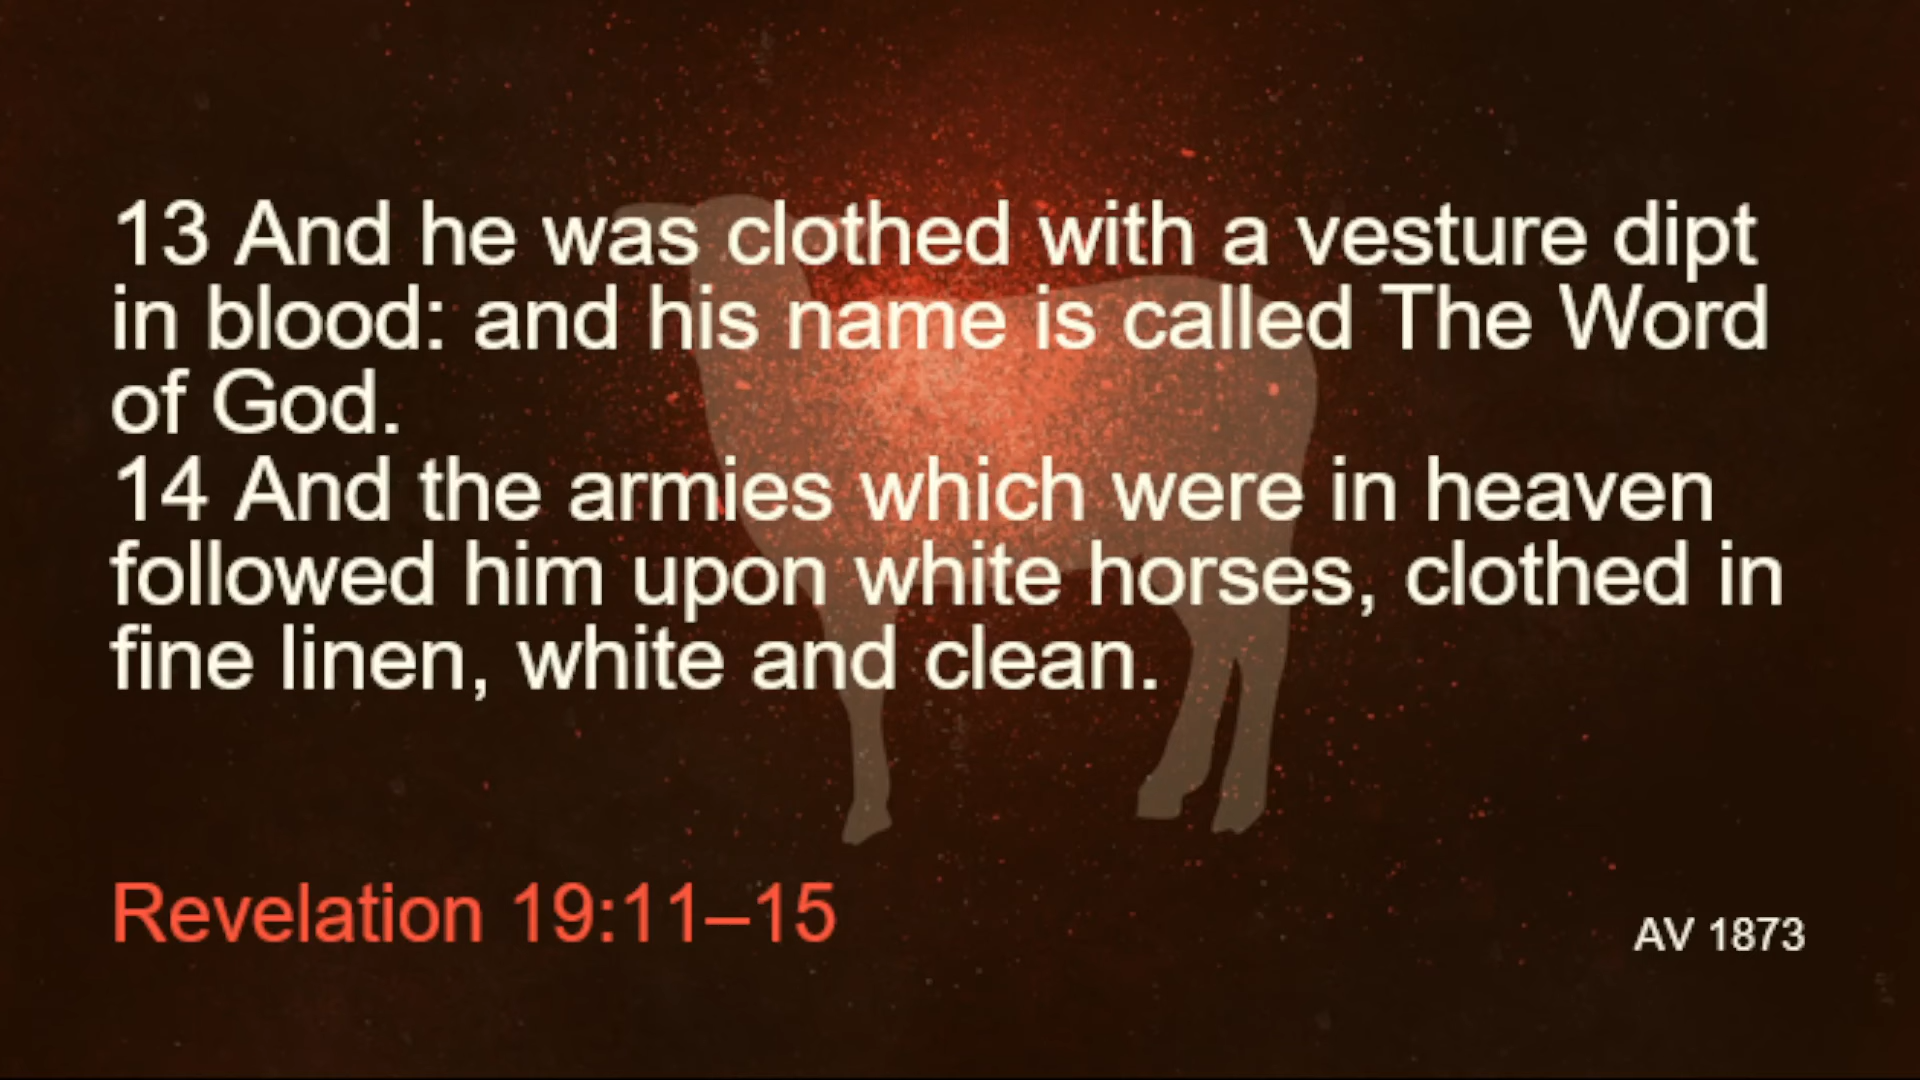 13 And he was clothed with a vesture dipt
in blood: and his name is called The Word
of God.
14 And the armies which were in heaven
followed him upon white horses, clothed in
fine linen, white and clean.
Revelation 19:11–15
AV 1873